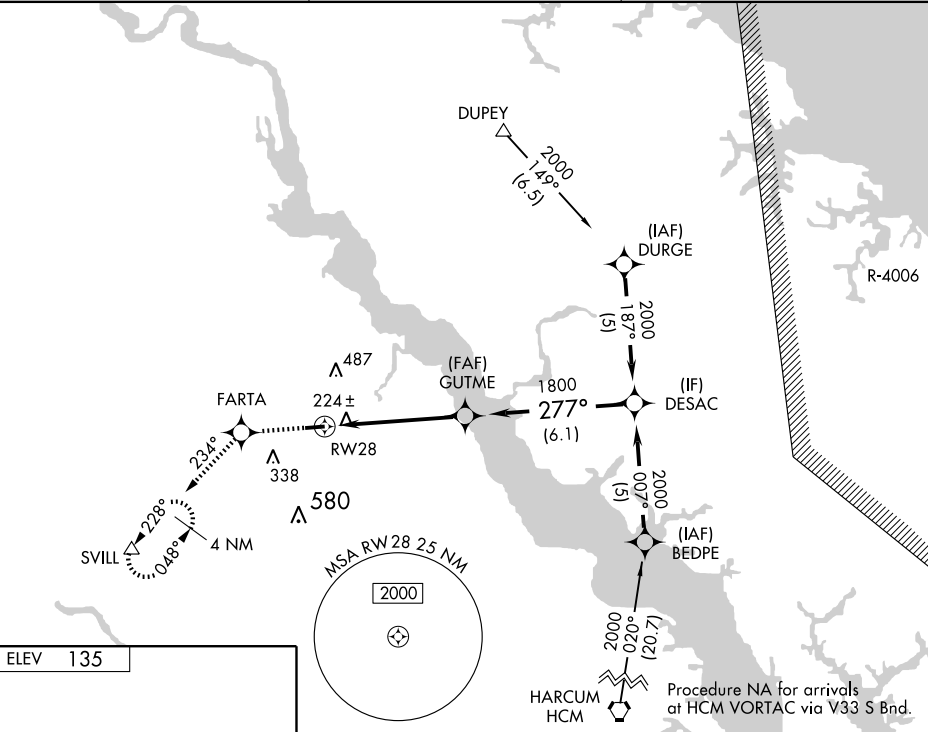 DUPEY
2000
149°
(6.5)
(IAF)
DURGE
R-4006
2000
187°
(5)
487
(FAF)
GUTME
1800
277°
(6.1)
(IF)
DESAC
FARTA
224±
RW28
234°
338
580
2000
007°
(5)
228°
048°
4 NM
SVILL
(IAF)
BEDPE
MSA RW28 25 NM
2000
2000
020°
(20.7)
ELEV 135
HARCUM
HCM
Procedure NA for arrivals
at HCM VORTAC via V33 S Bnd.